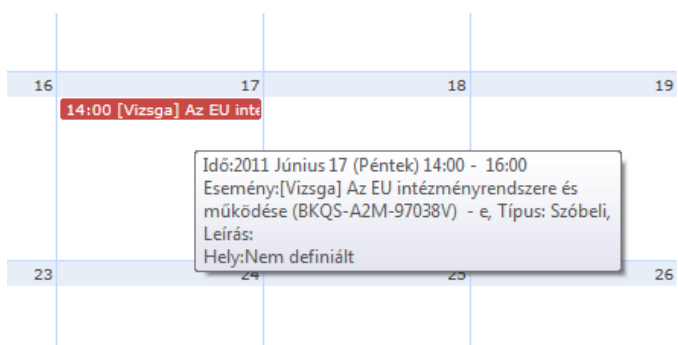 16 17 18 19
14:00 [Vizsga] Az EU inté
Idő:2011 Június 17 (Péntek) 14:00 - 16:00
Esemény:[Vizsga] Az EU intézményrendszere és
működése (BKQS-A2M-97038V) - e, Típus: Szóbeli,
Leírás:
Hely:Nem definiált
23 24 25 26